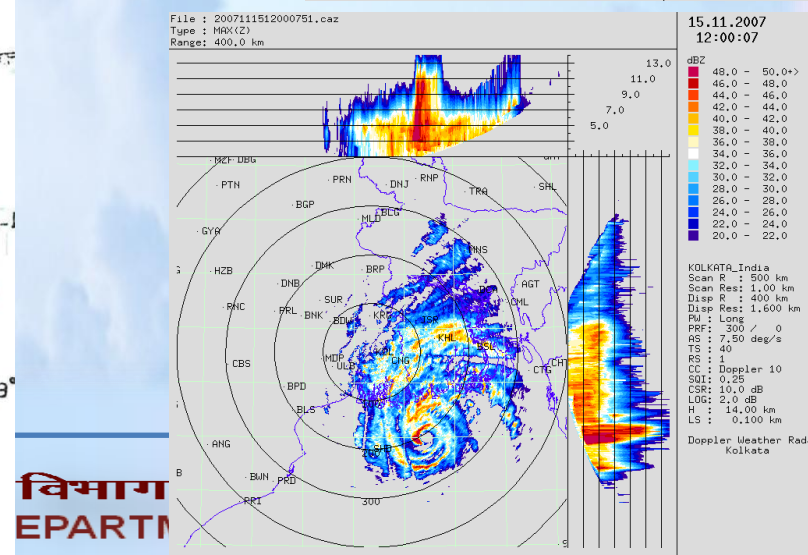 File : 2007111512000751.caz
Type : MAX(Z)
Range: 400.0 km
15.11.2007
12:00:07
dBZ
48.0 - 50.0+>
46.0 - 48.0
44.0 - 46.0
42.0 - 44.0
40.0 - 42.0
38.0 - 40.0
36.0 - 38.0
34.0 - 36.0
32.0 - 34.0
30.0 - 32.0
28.0 - 30.0
26.0 - 28.0
24.0 - 26.0
22.0 - 24.0
20.0 - 22.0
13.0
11.0
9.0
7.0
5.0
MZF DBG
PTN
PRN
DNJ
RNP
TRA
SHL
BGP
MLD
BLG
GYA
MNS
HZB
DMK
BRP
DNB
AGT
RNC
SUR
CML
PRL
BNK
BDW
KRN
JSR
KHL
BSL
CBS
MDP
ULB
CNG
CTG
BPD
BLS
ANG
BWN
PRD
PRI
300
KOLKATA_India
Scan R : 500 km
Scan Res: 1.00 km
Disp R : 400 km
Disp Res: 1.600 km
PW : Long
PRF: 300 / 0
AS : 7.50 deg/s
TS : 40
RS : 1
CC : Doppler 10
SQI: 0.25
CSR: 10.0 dB
LOG: 2.0 dB
H : 14.00 km
LS : 0.100 km
Doppler Weather Rad
Kolkata
विभाग
EPARTM